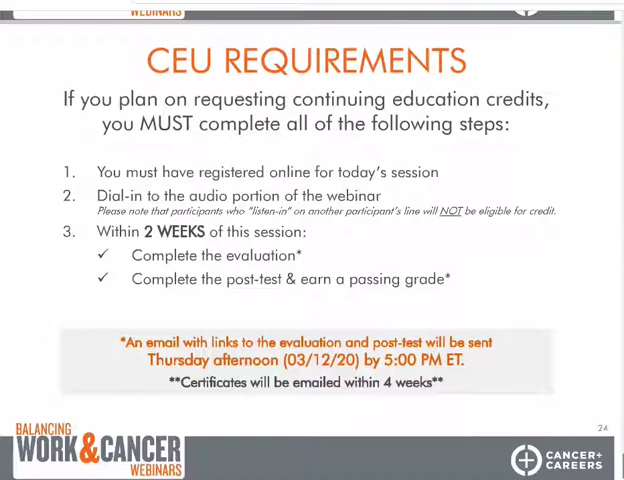 WEBINARS
CEU REQUIREMENTS
If you plan on requesting continuing education credits,
you MUST complete all of the following steps:
1. You must have registered online for today's session
2. Dial-in to the audio portion of the webinar
Please note that participants who "listen-in" on another participant's line will NOT be eligible for credit.
3. Within 2 WEEKS of this session:
✓ Complete the evaluation*
✓ Complete the post-test & earn a passing grade*
*An email with links to the evaluation and post-test will be sent
Thursday afternoon (03/12/20) by 5:00 PM ET.
**Certificates will be emailed within 4 weeks**
24
BALANCING
WORK&CANCER
WEBINARS
CANCER+
CAREERS